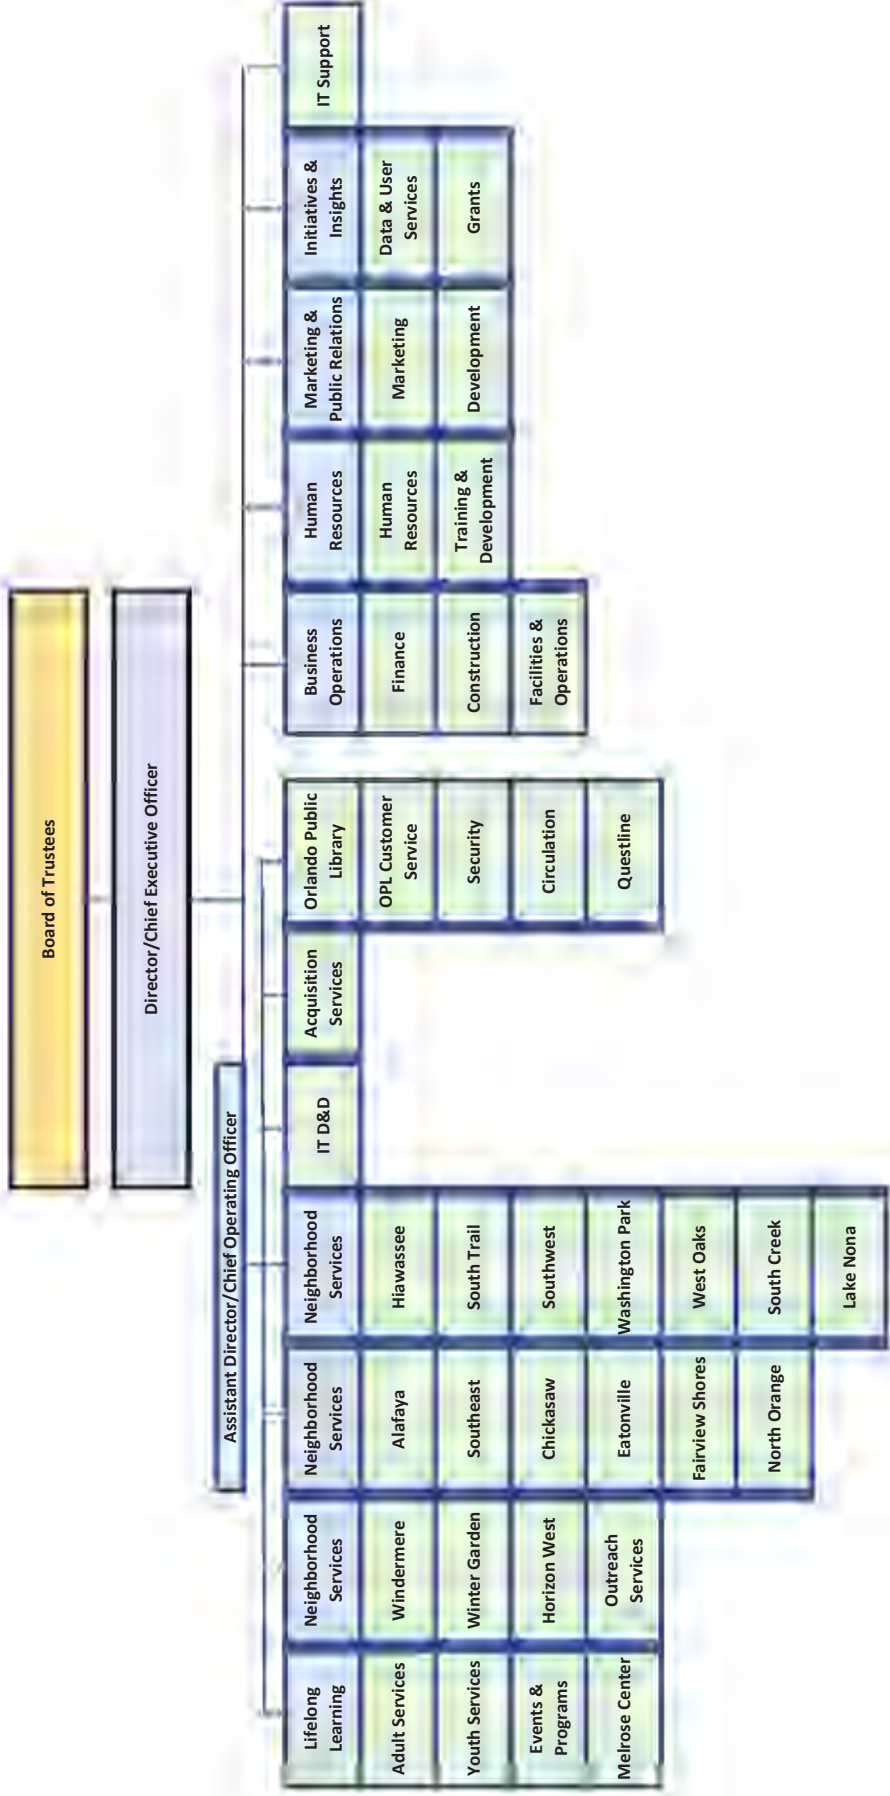 Board of Trustees
Director/Chief Executive Officer
Assistant Director/Chief Operating Officer
Lifelong
Learning
Adult Services
Youth Services
Events &
Programs
Melrose Center
Neighborhood
Services
Windermere
Winter Garden
Horizon West
Outreach
Services
Neighborhood
Services
Alafaya
Southeast
Chickasaw
Eatonville
Fairview Shores
North Orange
Neighborhood
Services
Hiawassee
South Trail
Southwest
Washington Park
West Oaks
South Creek
Lake Nona
IT D&D
Acquisition
Services
Orlando Public
Library
OPL Customer
Service
Security
Circulation
Questline
Business
Operations
Finance
Construction
Facilities &
Operations
Human
Resources
Human
Resources
Training &
Development
Marketing &
Public Relations
Marketing
Development
Initiatives &
Insights
Data & User
Services
Grants
IT Support